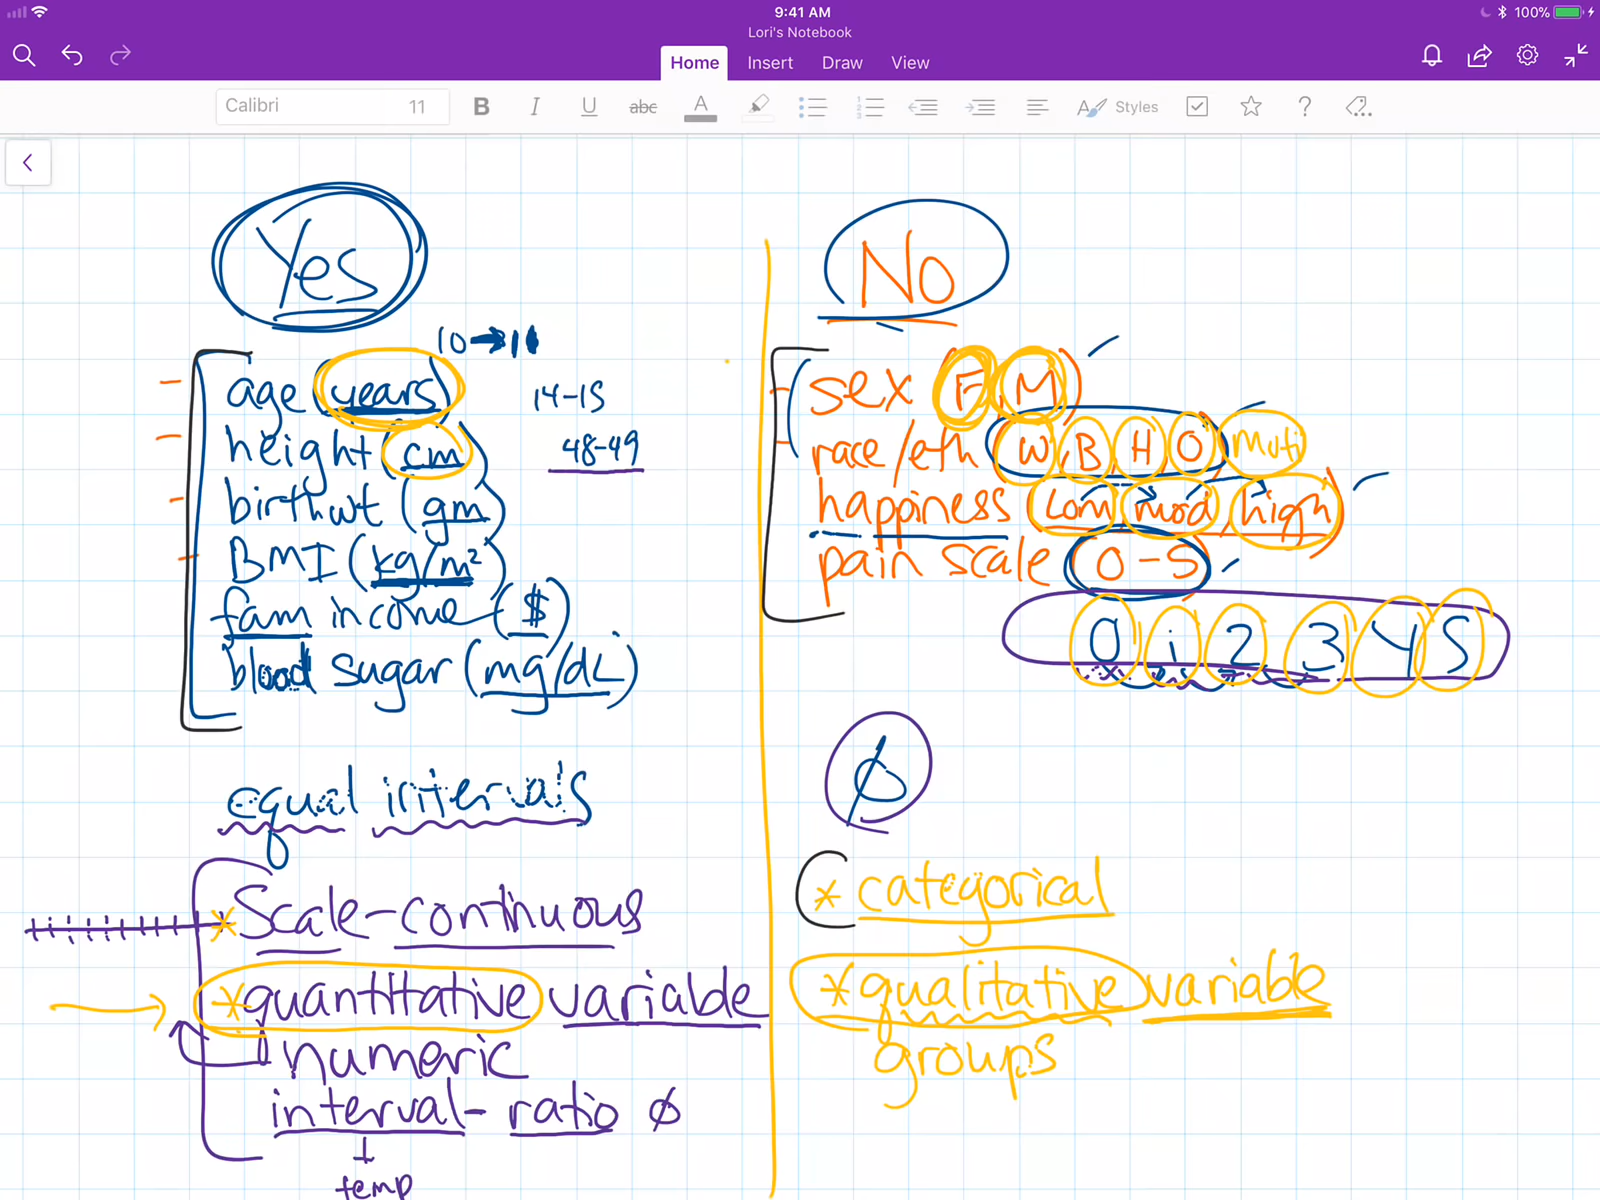 9:41 AM
100%
Lori's Notebook
Home Insert Draw View
Calibri 11 B I U abc A Styles
Yes
10 → 11
age (years)
14-15
height (cm)
48-49
birthwt (gm)
BMI (kg/m²)
fam income ($)
blood sugar (mg/dL)
equal intervals
* Scale-continuous
* quantitative variable
numeric
interval- ratio ∅
temp
No
sex (F, M)
race/eth (W, B, H, O, Multi
happiness (Low, mod, high)
pain scale (0-5)
0 1 2 3 4 5
∅
* categorical
* qualitative variable
groups